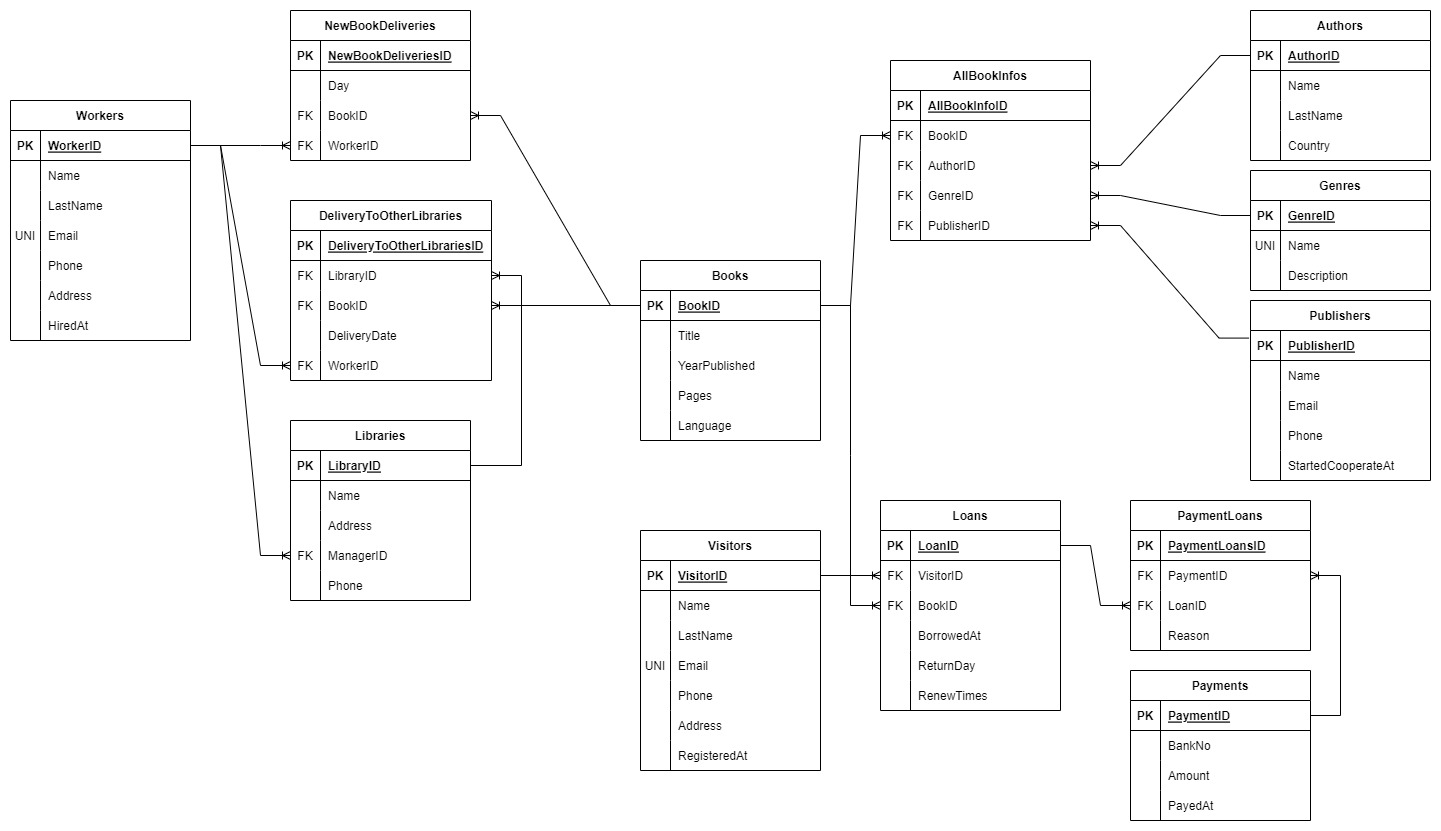 NewBookDeliveries
PK NewBookDeliveriesID
Day
FK BookID
FK WorkerID
Workers
PK WorkerID
Name
LastName
UNI Email
Phone
Address
HiredAt
DeliveryToOtherLibraries
PK DeliveryToOtherLibrariesID
FK LibraryID
FK BookID
DeliveryDate
FK WorkerID
Libraries
PK LibraryID
Name
Address
FK ManagerID
Phone
Books
PK BookID
Title
YearPublished
Pages
Language
Visitors
PK VisitorID
Name
LastName
UNI Email
Phone
Address
RegisteredAt
AllBookInfos
PK AllBookInfoID
FK BookID
FK AuthorID
FK GenreID
FK PublisherID
Loans
PK LoanID
FK VisitorID
FK BookID
BorrowedAt
ReturnDay
RenewTimes
Authors
PK AuthorID
Name
LastName
Country
Genres
PK GenreID
UNI Name
Description
Publishers
PK PublisherID
Name
Email
Phone
StartedCooperateAt
PaymentLoans
PK PaymentLoansID
FK PaymentID
FK LoanID
Reason
Payments
PK PaymentID
BankNo
Amount
PayedAt